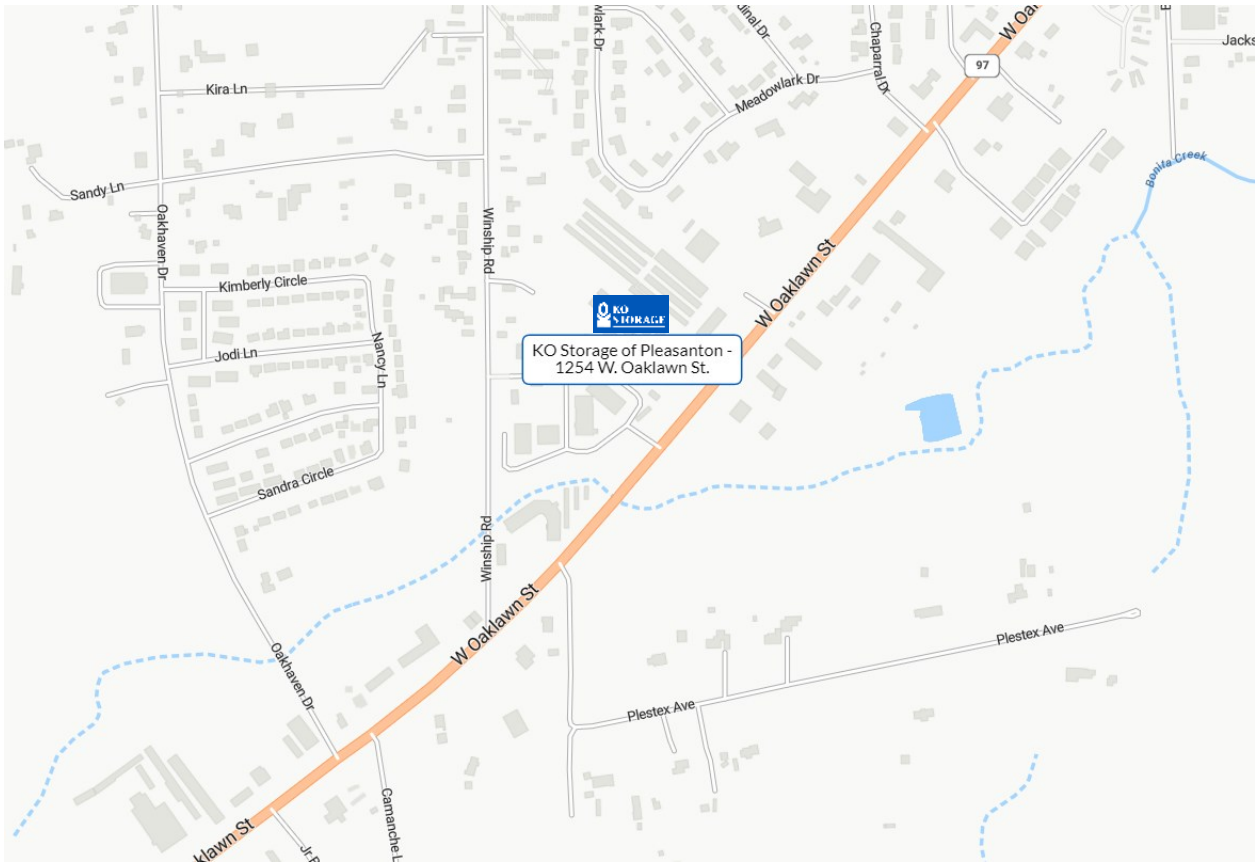 W Oa
97
Jacks
Chaparral Dr
Meadowlark Dr
Kira Ln
Sandy Ln
Oakhaven Dr
Winship Rd
Bonita Creek
Kimberly Circle
W Oaklawn St
KO
STORAGE
KO Storage of Pleasanton -
1254 W. Oaklawn St.
Jodi Ln
Nancy Ln
Sandra Circle
Winship Rd
W Oaklawn St
Plestex Ave
Oakhaven Dr
Plestex Ave
Camanche L
klawn St